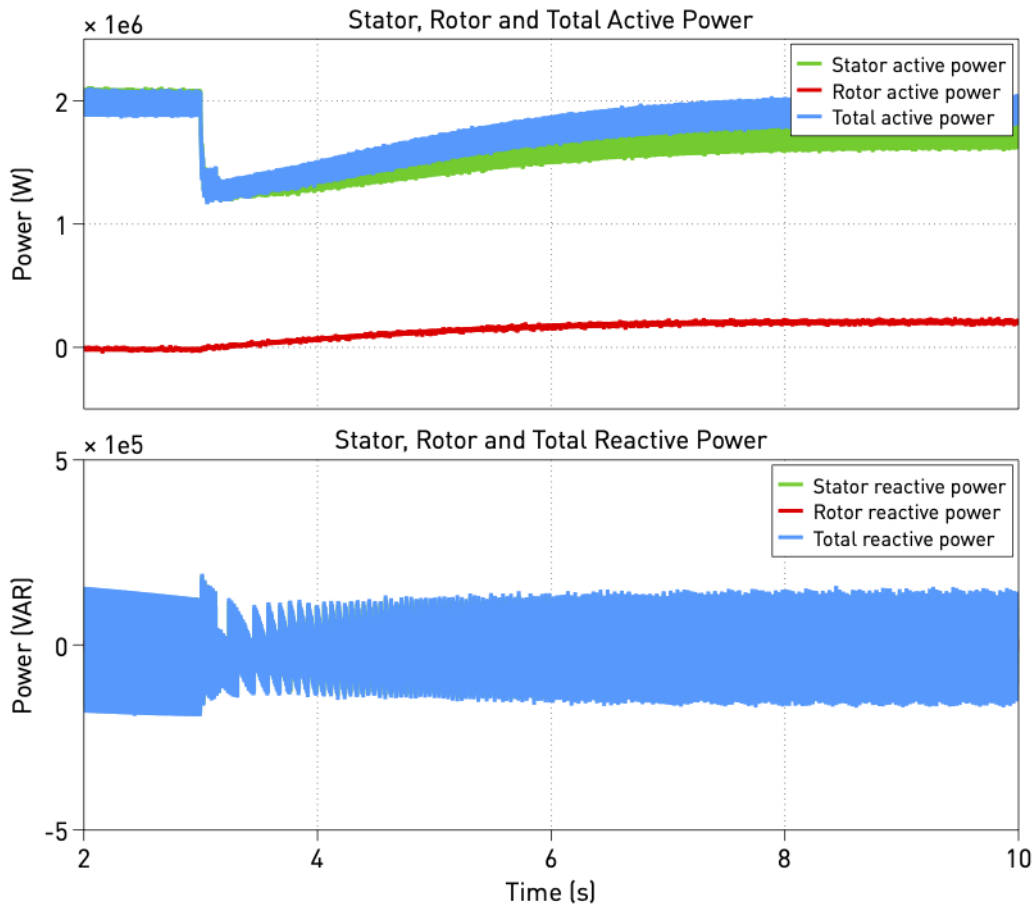 Stator, Rotor and Total Active Power
× 1e6
Stator active power
Rotor active power
Total active power
2
1
0
Power (W)
Stator, Rotor and Total Reactive Power
× 1e5
Stator reactive power
Rotor reactive power
Total reactive power
5
0
-5
Power (VAR)
2 4 6 8 10
Time (s)